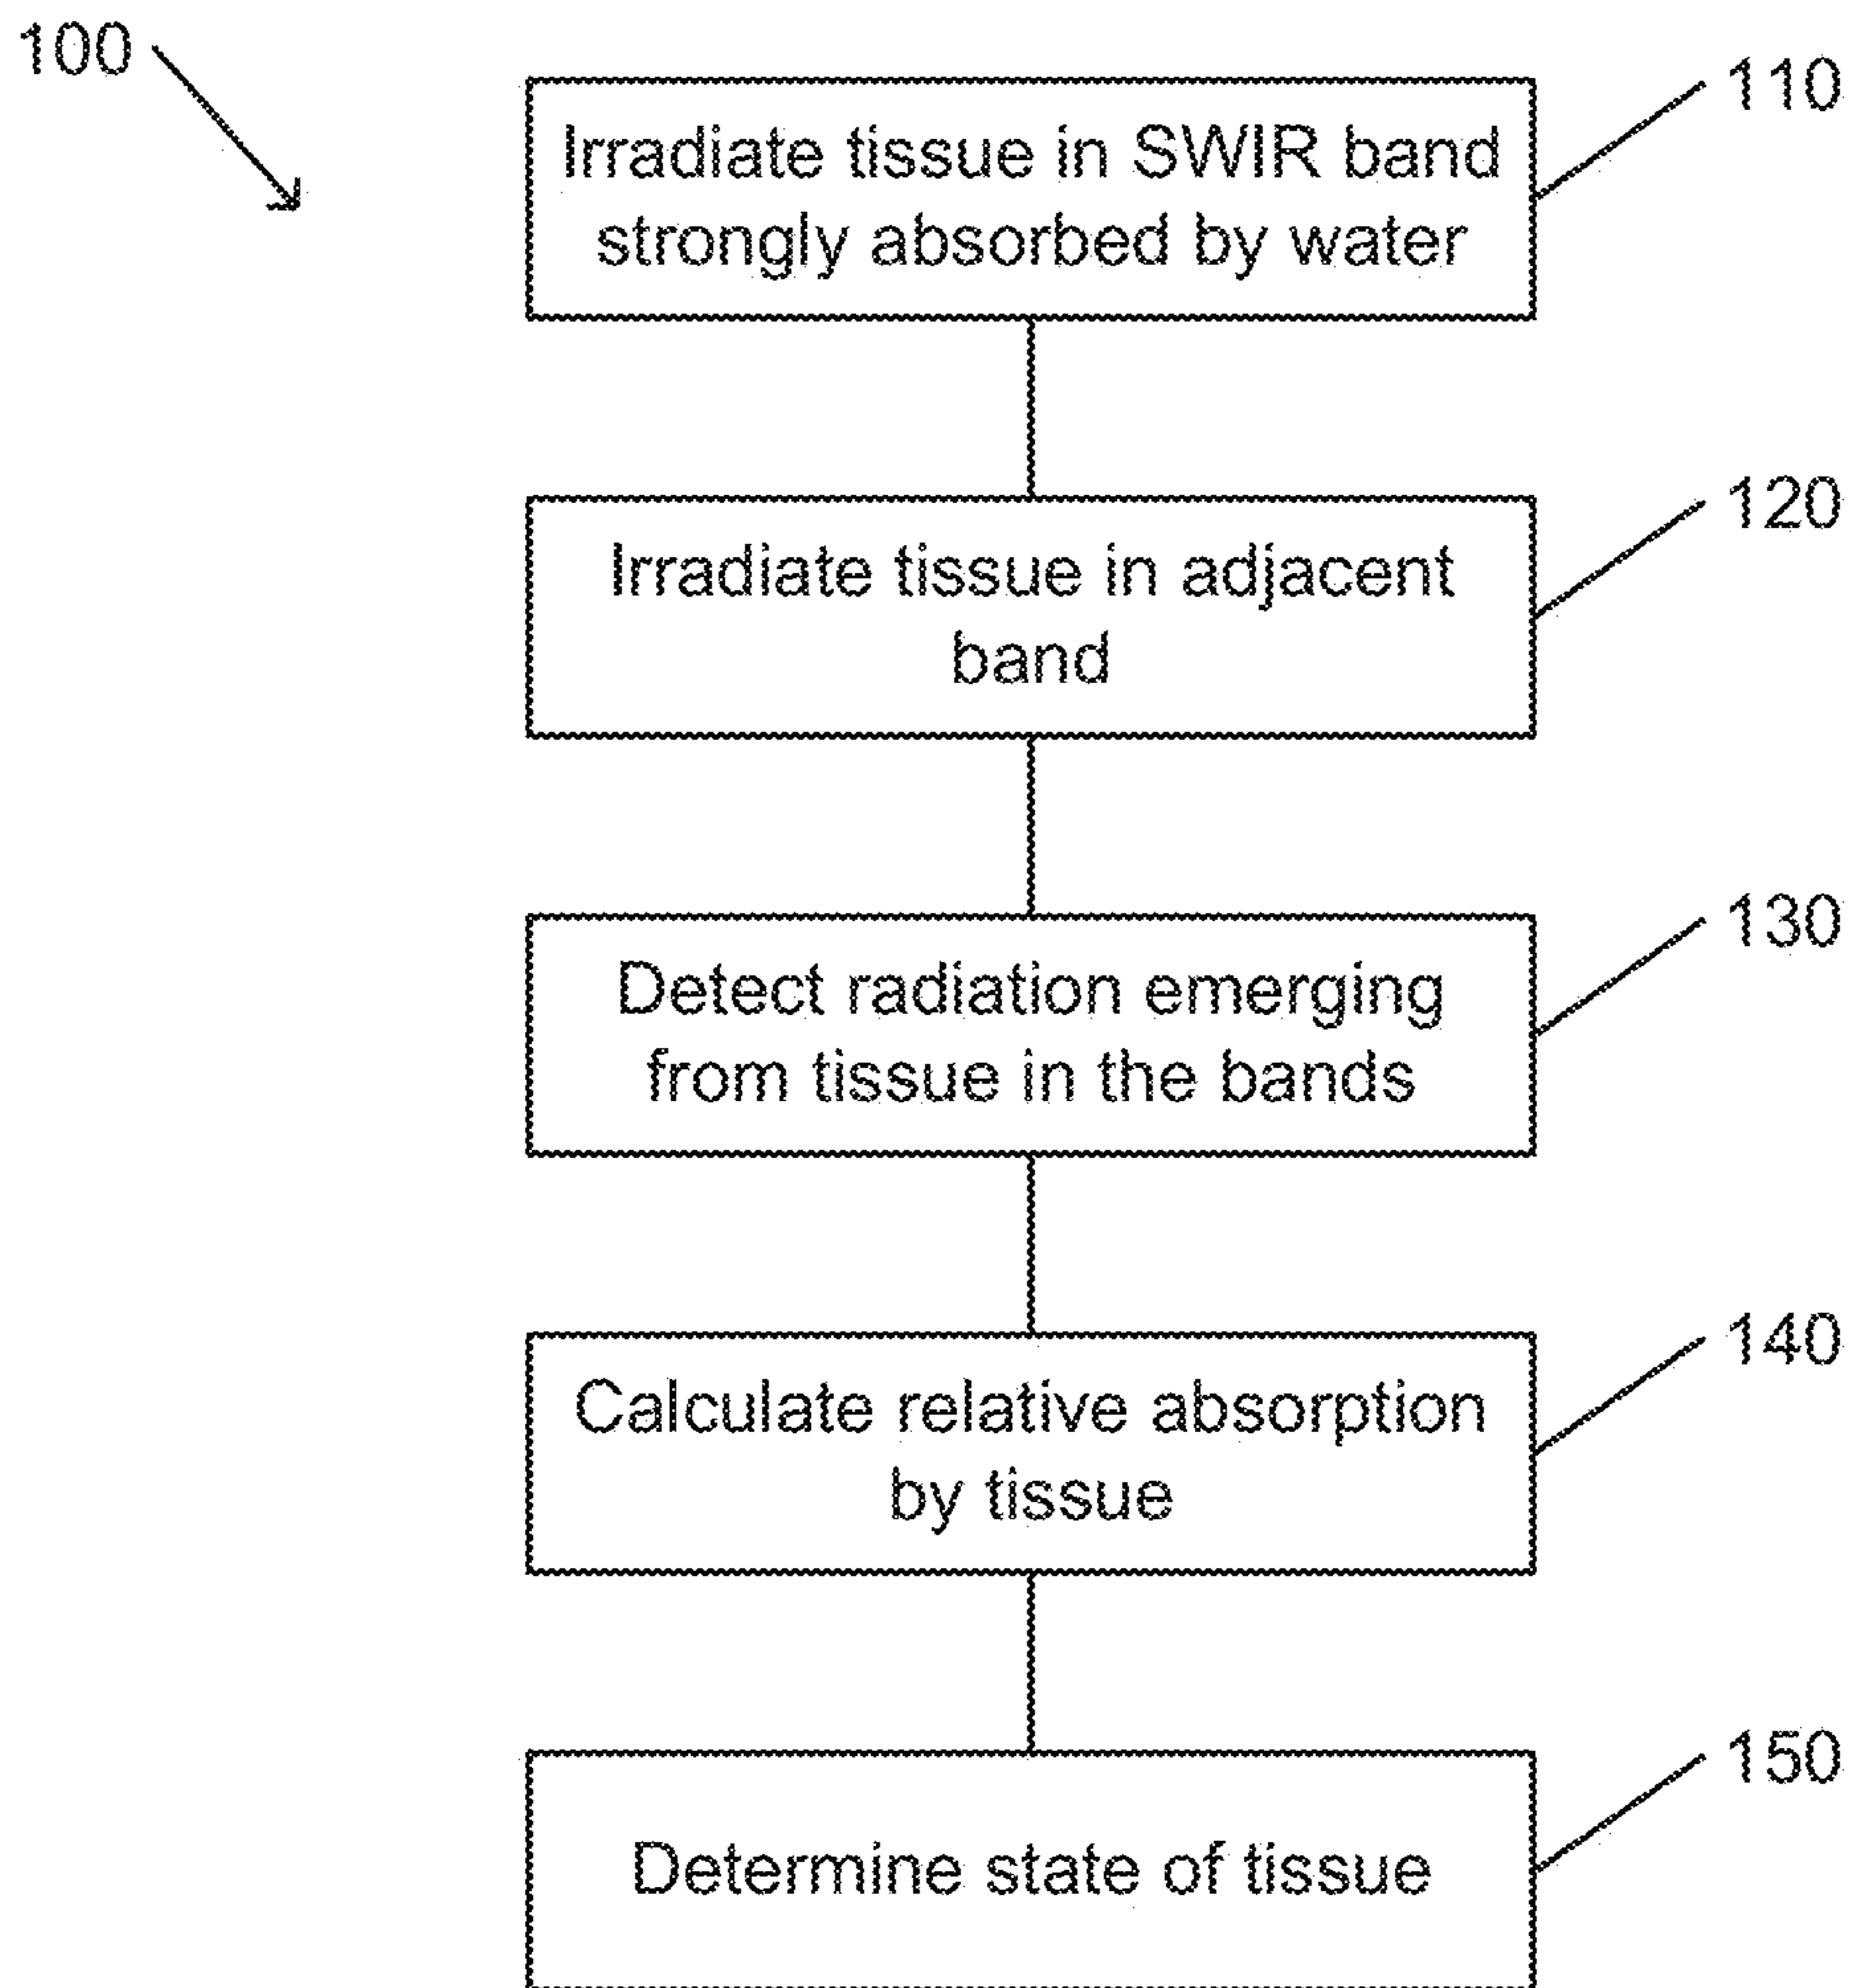 100
110
Irradiate tissue in SWIR band
strongly absorbed by water
120
Irradiate tissue in adjacent
band
130
Detect radiation emerging
from tissue in the bands
140
Calculate relative absorption
by tissue
150
Determine state of tissue